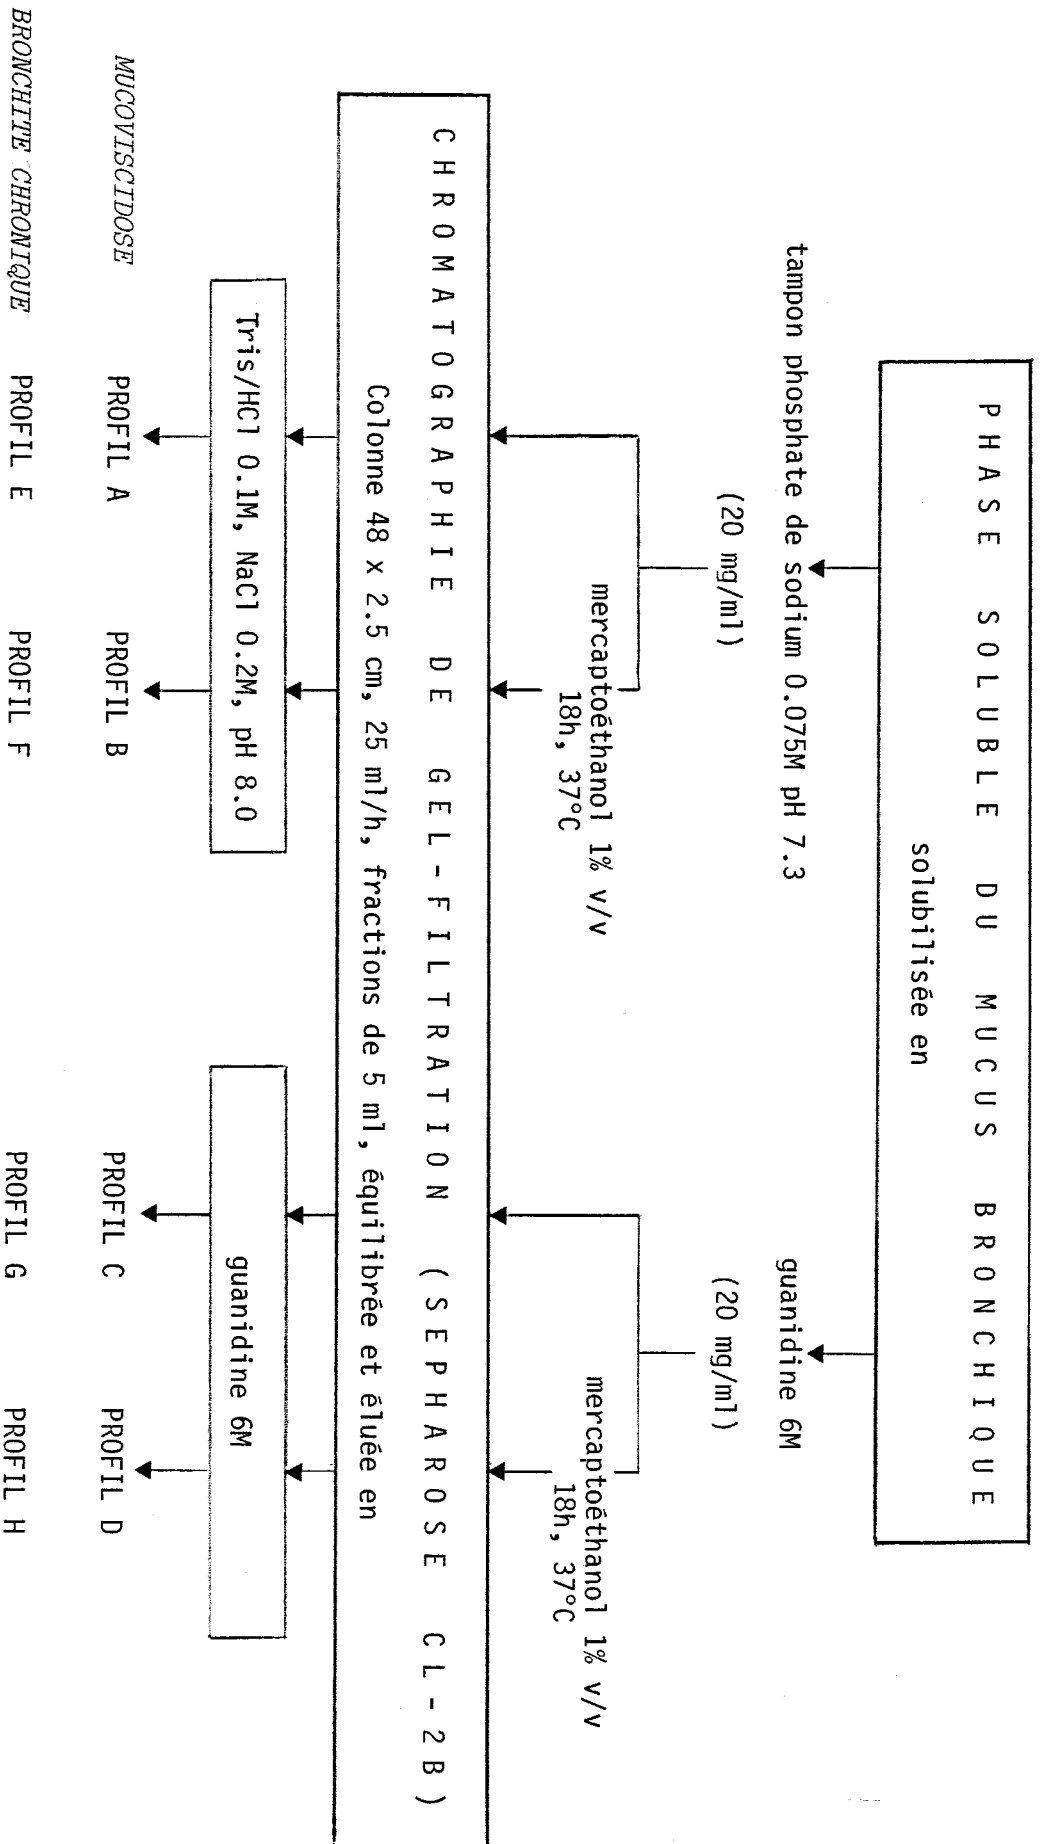 PHASE SOLUBLE DU MUCUS BRONCHIQUE
solubilisée en
tampon phosphate de sodium 0.075M pH 7.3
guanidine 6M
(20 mg/ml)
(20 mg/ml)
mercaptoéthanol 1% v/v
18h, 37°C
mercaptoéthanol 1% v/v
18h, 37°C
CHROMATOGRAPHIE DE GEL-FILTRATION (SEPHAROSE CL-2B)
Colonne 48 x 2.5 cm, 25 ml/h, fractions de 5 ml, équilibrée et éluée en
Tris/HCl 0.1M, NaCl 0.2M, pH 8.0
guanidine 6M
MUCOVISCIDOSE PROFIL A PROFIL B PROFIL C PROFIL D
BRONCHITE CHRONIQUE PROFIL E PROFIL F PROFIL G PROFIL H